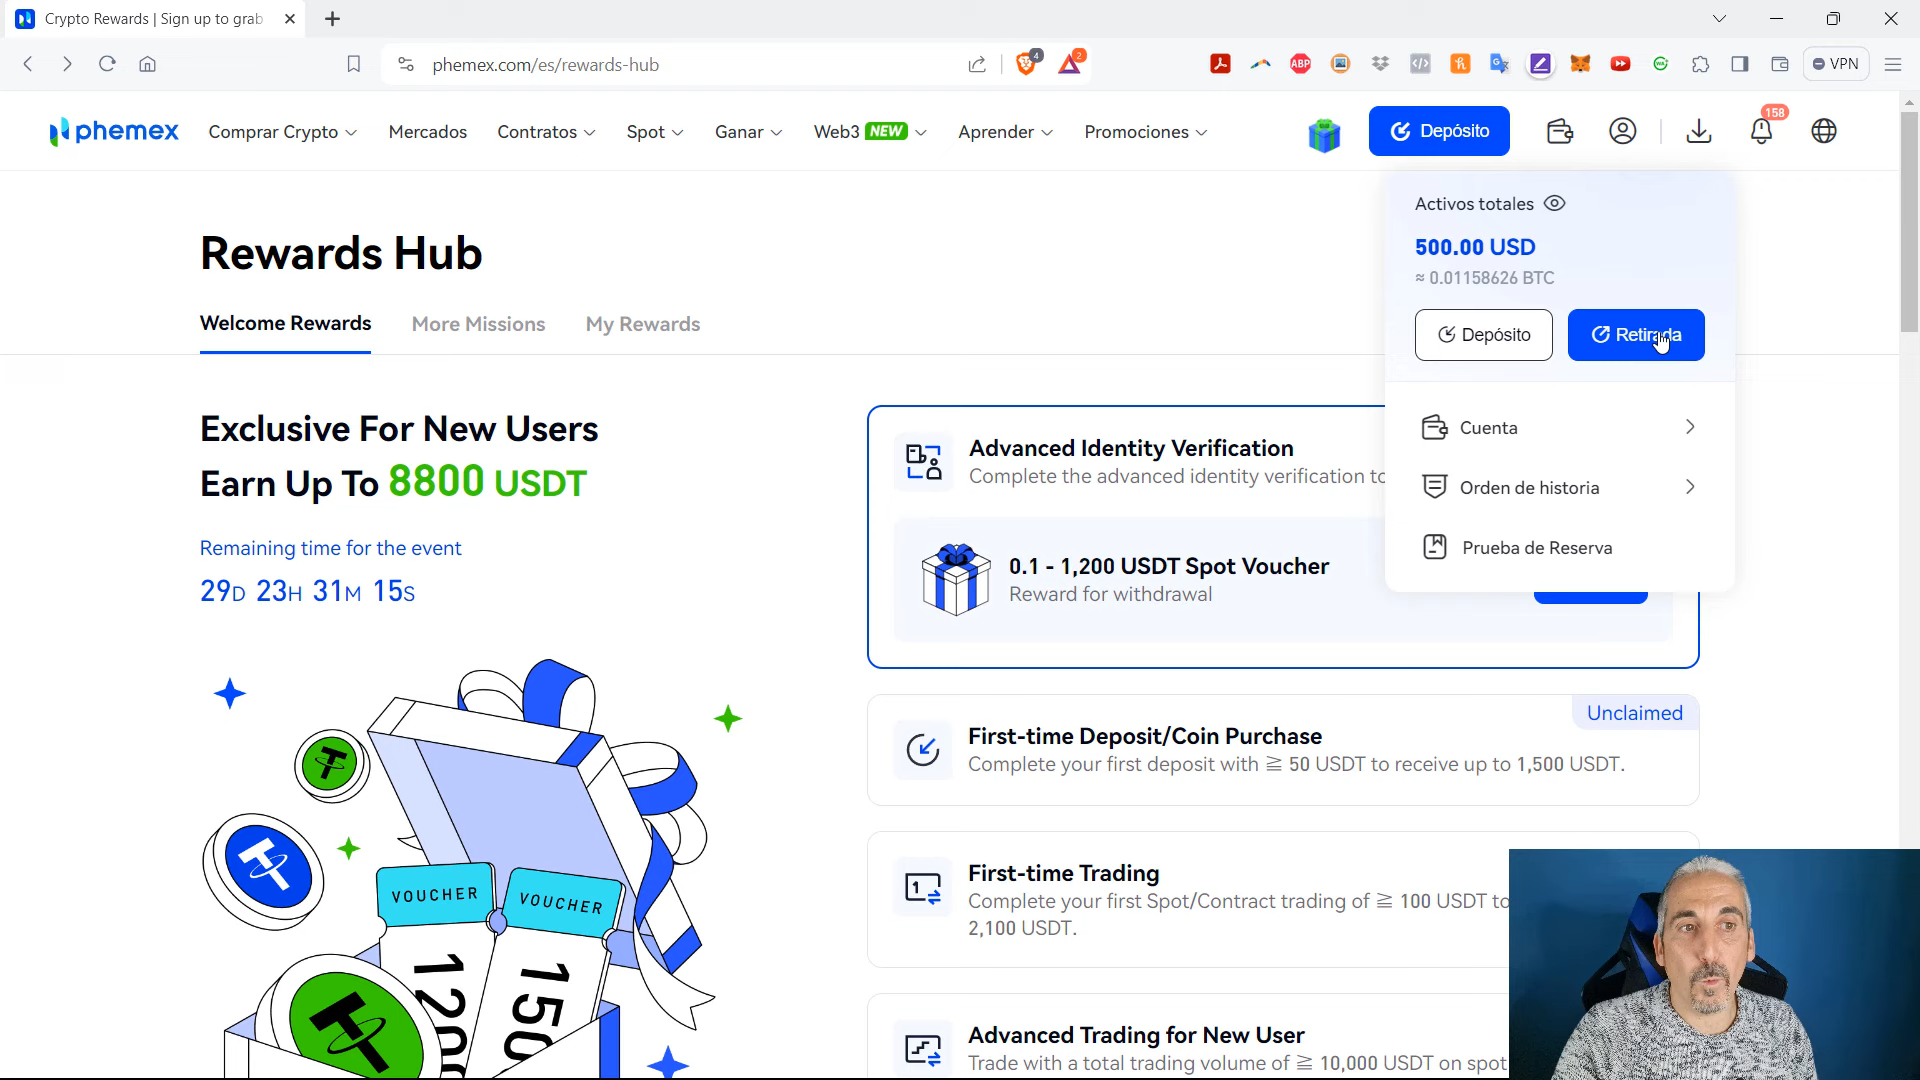 Crypto Rewards | Sign up to grab
phemex.com/es/rewards-hub
4
2
ABP
VPN
phemex
Comprar Crypto
Mercados
Contratos
Spot
Ganar
Web3 NEW
Aprender
Promociones
Depósito
158
Activos totales
500.00 USD
≈ 0.01158626 BTC
Depósito
Retirada
Cuenta
Orden de historia
Prueba de Reserva
Rewards Hub
Welcome Rewards
More Missions
My Rewards
Exclusive For New Users
Earn Up To 8800 USDT
Remaining time for the event
29D 23H 31M 15S
VOUCHER
VOUCHER
1200
150
Advanced Identity Verification
Complete the advanced identity verification to
0.1 - 1,200 USDT Spot Voucher
Reward for withdrawal
Unclaimed
First-time Deposit/Coin Purchase
Complete your first deposit with ≧ 50 USDT to receive up to 1,500 USDT.
First-time Trading
Complete your first Spot/Contract trading of ≧ 100 USDT to
2,100 USDT.
Advanced Trading for New User
Trade with a total trading volume of ≧ 10,000 USDT on spot